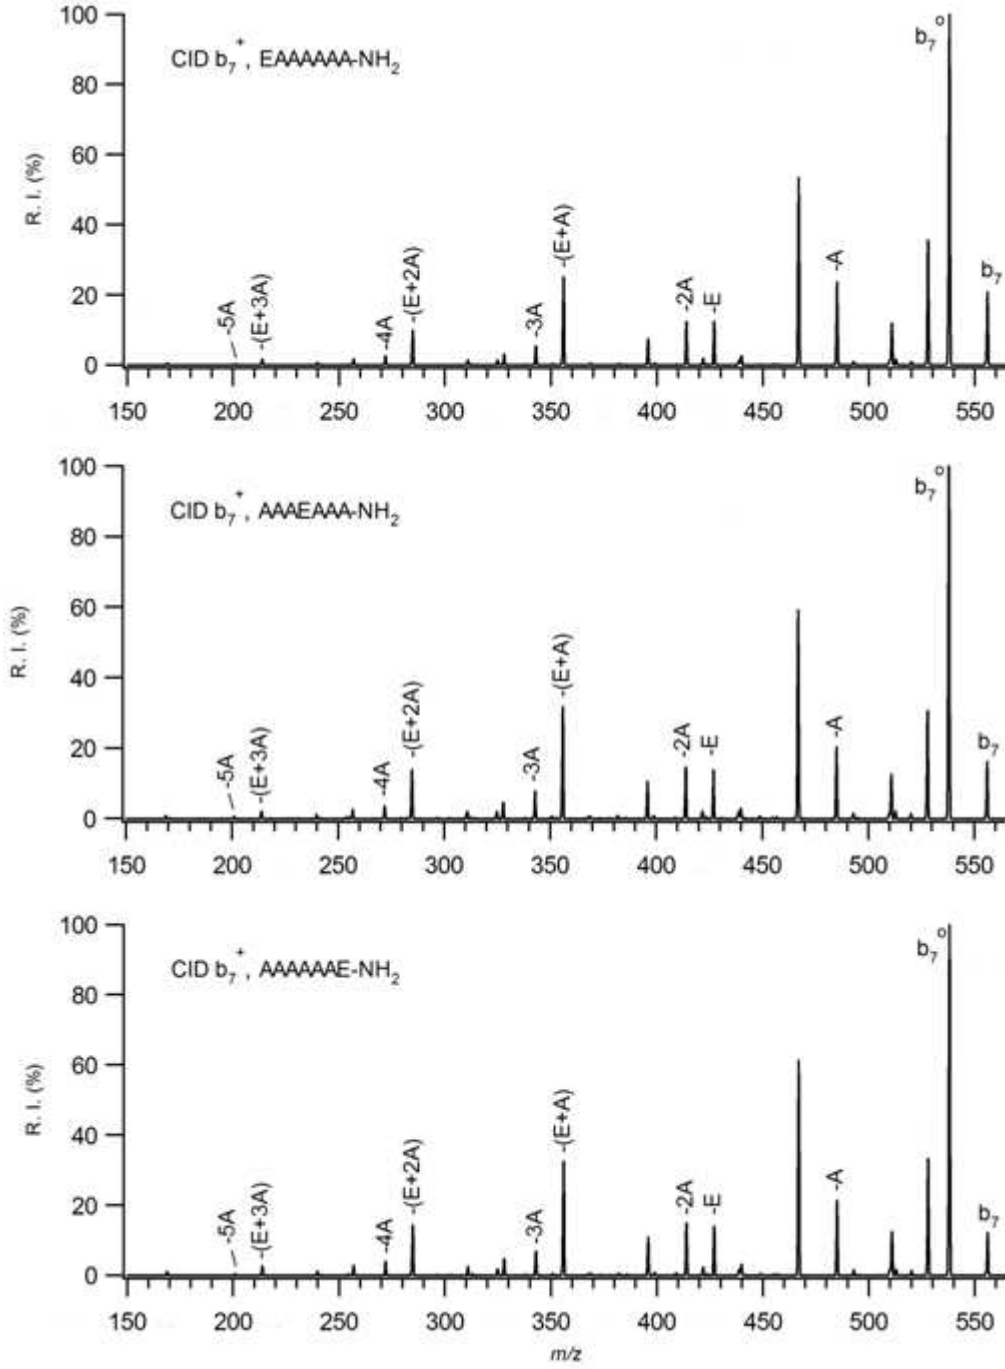 CID b7+, EAAAAAA-NH2
R. I. (%)
100
80
60
40
20
0
-5A
-(E+3A)
-4A
-(E+2A)
-3A
-(E+A)
-2A
-E
-A
b7o
b7
150 200 250 300 350 400 450 500 550
CID b7+, AAAEAAA-NH2
R. I. (%)
100
80
60
40
20
0
-5A
-(E+3A)
-4A
-(E+2A)
-3A
-(E+A)
-2A
-E
-A
b7o
b7
150 200 250 300 350 400 450 500 550
CID b7+, AAAAAAE-NH2
R. I. (%)
100
80
60
40
20
0
-5A
-(E+3A)
-4A
-(E+2A)
-3A
-(E+A)
-2A
-E
-A
b7o
b7
150 200 250 300 350 400 450 500 550
m/z